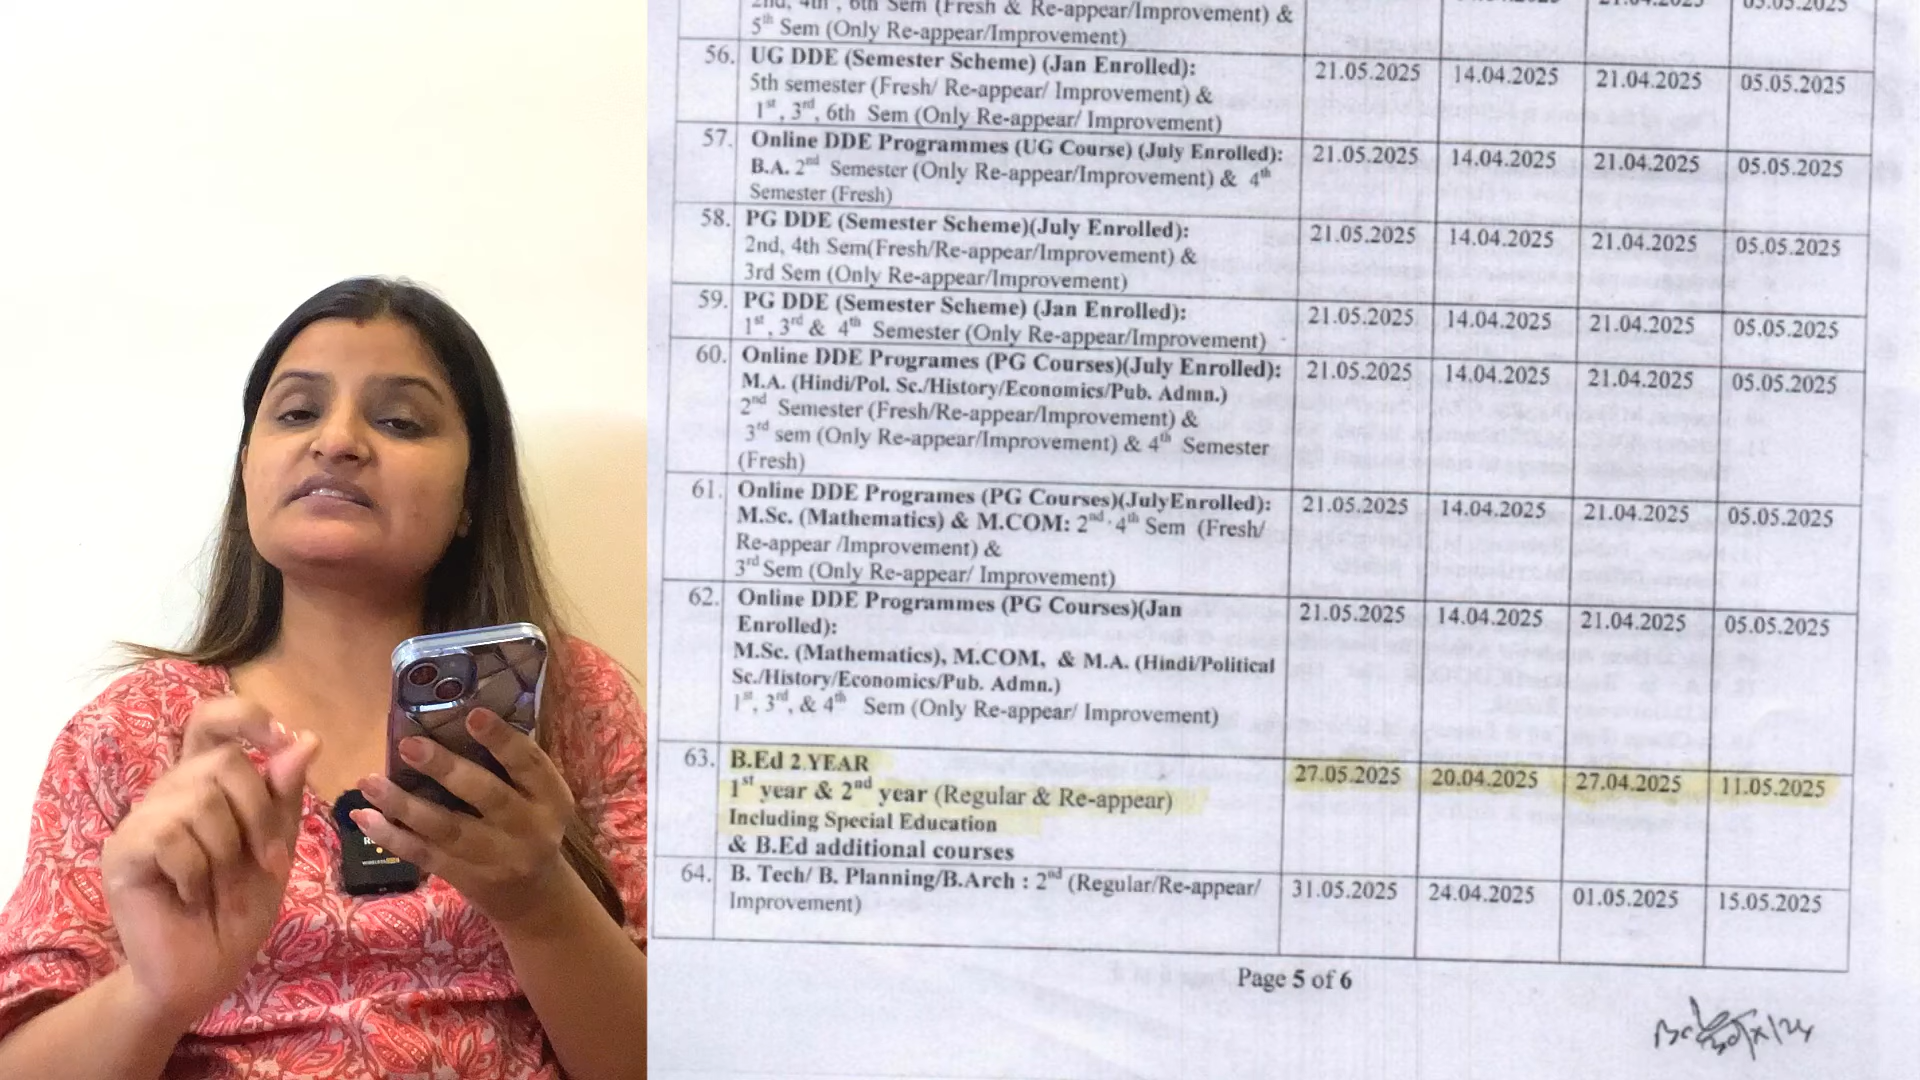 2nd, 4th , 6th Sem (Fresh & Re-appear/Improvement) &
5th Sem (Only Re-appear/Improvement)
56. UG DDE (Semester Scheme) (Jan Enrolled): 21.05.2025 14.04.2025 21.04.2025 05.05.2025
5th semester (Fresh/ Re-appear/ Improvement) &
1st, 3rd, 6th Sem (Only Re-appear/ Improvement)
57. Online DDE Programmes (UG Course) (July Enrolled): 21.05.2025 14.04.2025 21.04.2025 05.05.2025
B.A. 2nd Semester (Only Re-appear/Improvement) & 4th
Semester (Fresh)
58. PG DDE (Semester Scheme)(July Enrolled): 21.05.2025 14.04.2025 21.04.2025 05.05.2025
2nd, 4th Sem(Fresh/Re-appear/Improvement) &
3rd Sem (Only Re-appear/Improvement)
59. PG DDE (Semester Scheme) (Jan Enrolled): 21.05.2025 14.04.2025 21.04.2025 05.05.2025
1st, 3rd & 4th Semester (Only Re-appear/Improvement)
60. Online DDE Programes (PG Courses)(July Enrolled): 21.05.2025 14.04.2025 21.04.2025 05.05.2025
M.A. (Hindi/Pol. Sc./History/Economics/Pub. Admn.)
2nd Semester (Fresh/Re-appear/Improvement) &
3rd sem (Only Re-appear/Improvement) & 4th Semester
(Fresh)
61. Online DDE Programes (PG Courses)(JulyEnrolled): 21.05.2025 14.04.2025 21.04.2025 05.05.2025
M.Sc. (Mathematics) & M.COM: 2nd 4th Sem (Fresh/
Re-appear /Improvement) &
3rd Sem (Only Re-appear/ Improvement)
62. Online DDE Programmes (PG Courses)(Jan 21.05.2025 14.04.2025 21.04.2025 05.05.2025
Enrolled):
M.Sc. (Mathematics), M.COM, & M.A. (Hindi/Political
Sc./History/Economics/Pub. Admn.)
1st, 3rd, & 4th Sem (Only Re-appear/ Improvement)
63. B.Ed 2 YEAR 27.05.2025 20.04.2025 27.04.2025 11.05.2025
1st year & 2nd year (Regular & Re-appear)
Including Special Education
& B.Ed additional courses
64. B. Tech/ B. Planning/B.Arch : 2nd (Regular/Re-appear/ 31.05.2025 24.04.2025 01.05.2025 15.05.2025
Improvement)
Page 5 of 6